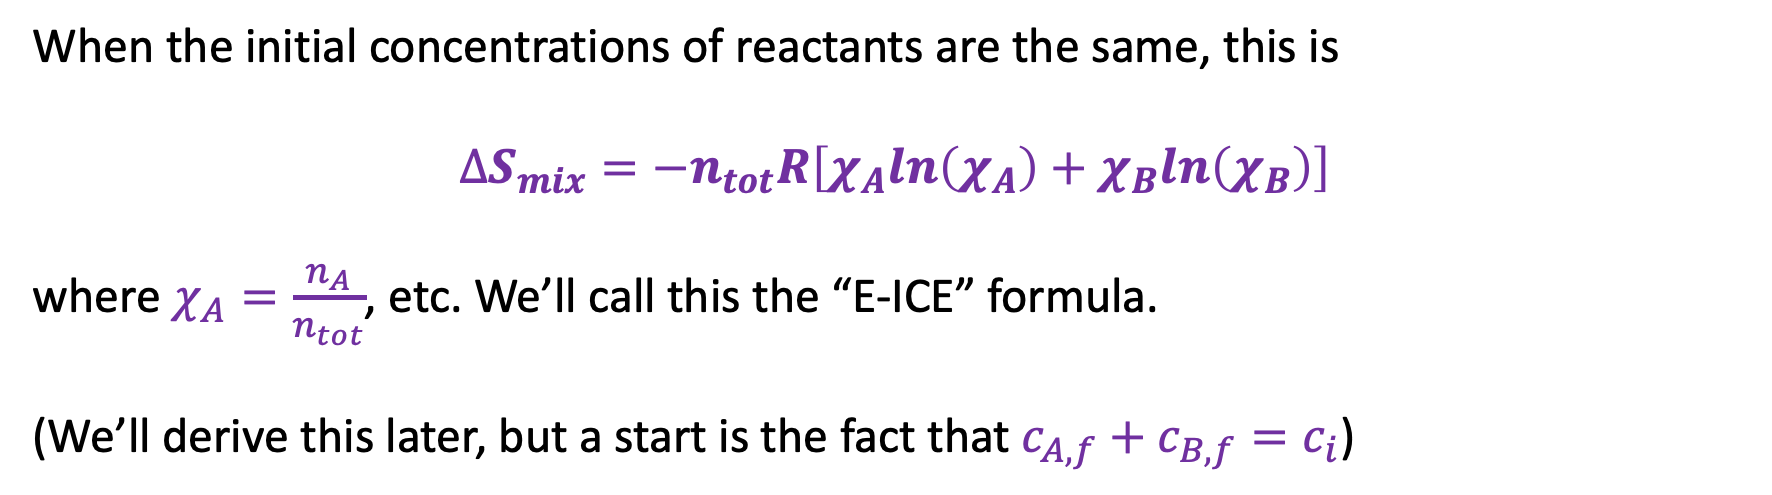 When the initial concentrations of reactants are the same, this is
ΔS_mix = −n_tot R[χ_A ln(χ_A) + χ_B ln(χ_B)]
where χ_A = n_A/n_tot, etc. We’ll call this the “E-ICE” formula.
(We’ll derive this later, but a start is the fact that c_A,f + c_B,f = c_i)